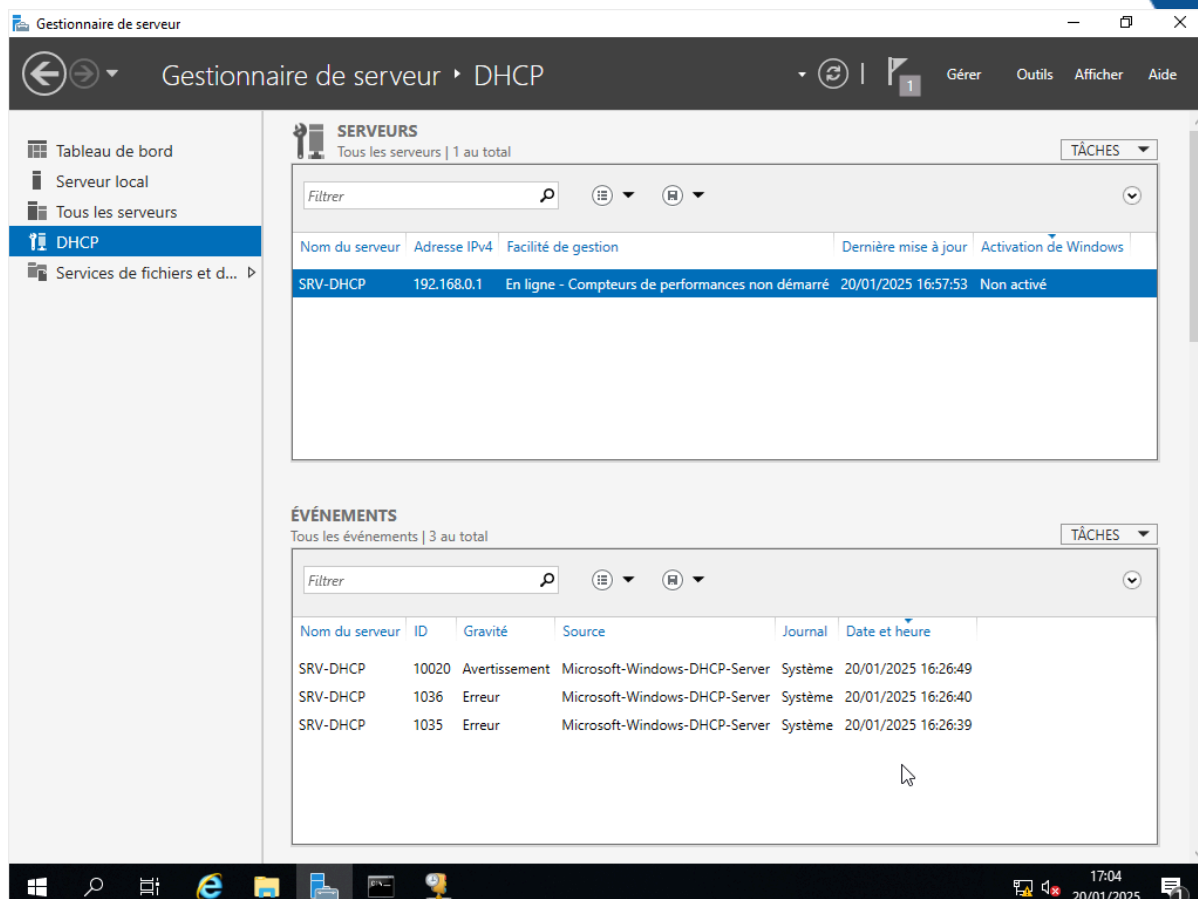 Gestionnaire de serveur
Gestionnaire de serveur DHCP
1
Gérer Outils Afficher Aide
Tableau de bord
Serveur local
Tous les serveurs
DHCP
Services de fichiers et d...
SERVEURS
Tous les serveurs | 1 au total
TÂCHES
Filtrer
Nom du serveur Adresse IPv4 Facilité de gestion Dernière mise à jour Activation de Windows
SRV-DHCP 192.168.0.1 En ligne - Compteurs de performances non démarré 20/01/2025 16:57:53 Non activé
ÉVÉNEMENTS
Tous les événements | 3 au total
TÂCHES
Filtrer
Nom du serveur ID Gravité Source Journal Date et heure
SRV-DHCP 10020 Avertissement Microsoft-Windows-DHCP-Server Système 20/01/2025 16:26:49
SRV-DHCP 1036 Erreur Microsoft-Windows-DHCP-Server Système 20/01/2025 16:26:40
SRV-DHCP 1035 Erreur Microsoft-Windows-DHCP-Server Système 20/01/2025 16:26:39
17:04
20/01/2025
1